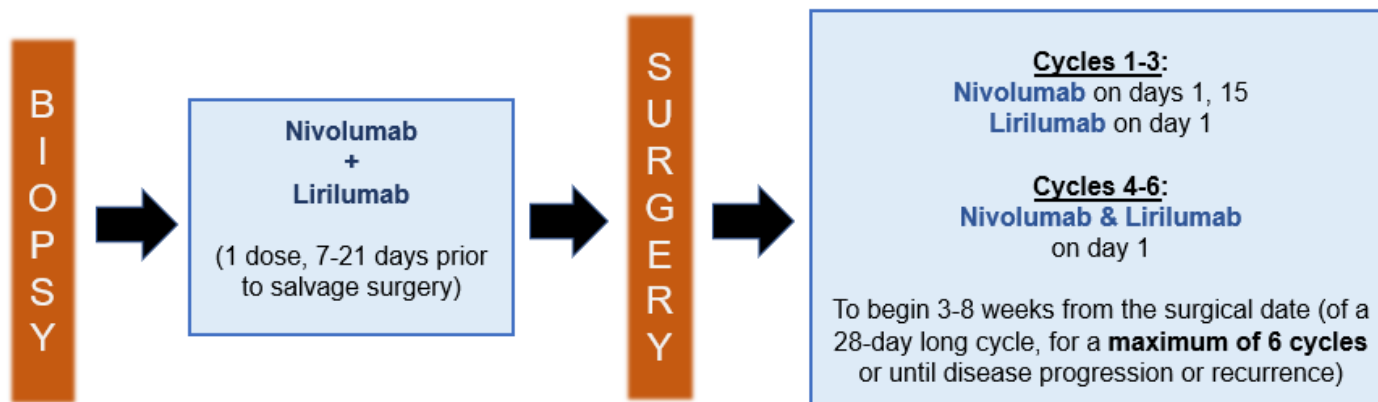 BIOPSY
Nivolumab
+
Lirilumab
(1 dose, 7-21 days prior
to salvage surgery)
SURGERY
Cycles 1-3:
Nivolumab on days 1, 15
Lirilumab on day 1
Cycles 4-6:
Nivolumab & Lirilumab
on day 1
To begin 3-8 weeks from the surgical date (of a
28-day long cycle, for a maximum of 6 cycles
or until disease progression or recurrence)